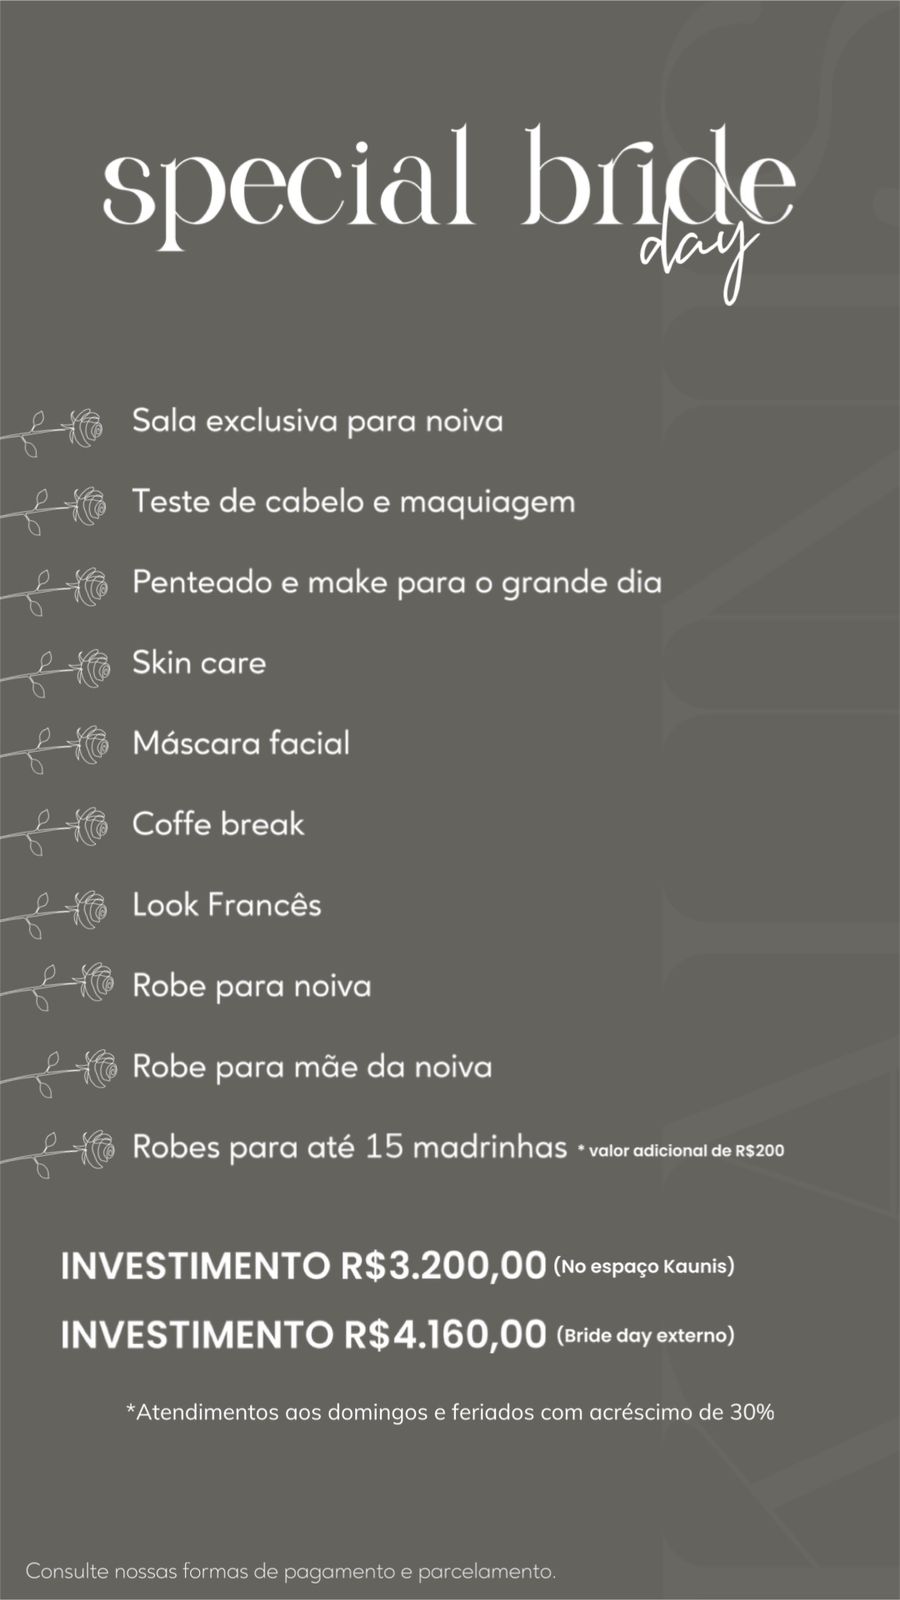 special bride
day
Sala exclusiva para noiva
Teste de cabelo e maquiagem
Penteado e make para o grande dia
Skin care
Máscara facial
Coffe break
Look Francês
Robe para noiva
Robe para mãe da noiva
Robes para até 15 madrinhas * valor adicional de R$200
INVESTIMENTO R$3.200,00 (No espaço Kaunis)
INVESTIMENTO R$4.160,00 (Bride day externo)
*Atendimentos aos domingos e feriados com acréscimo de 30%
Consulte nossas formas de pagamento e parcelamento.
KAUNIS